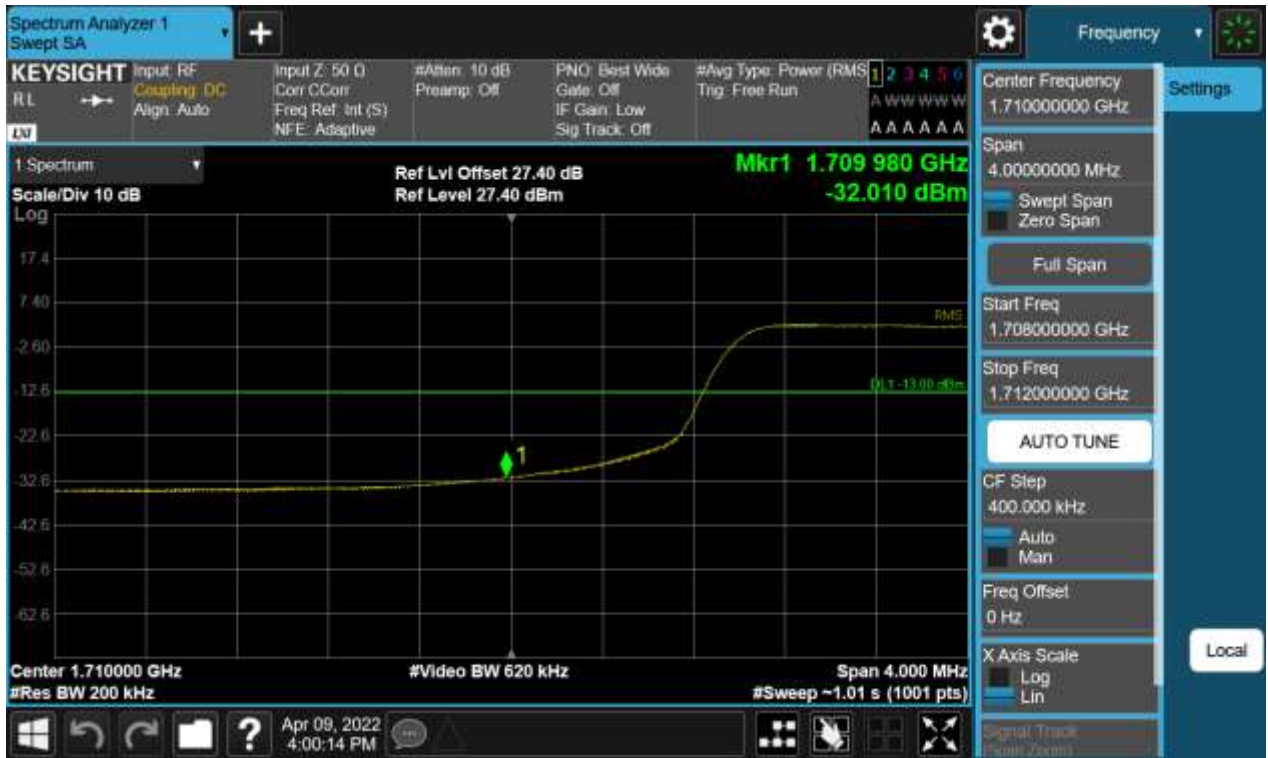 Spectrum Analyzer 1
Swept SA
+
Frequency
KEYSIGHT
RL
LXI
Input: RF
Coupling: DC
Align: Auto
Input Z: 50 Ω
Corr CCorr
Freq Ref: Int (S)
NFE: Adaptive
#Atten: 10 dB
Preamp: Off
PNO: Best Wide
Gate: Off
IF Gain: Low
Sig Track: Off
#Avg Type: Power (RMS
Trig: Free Run
1 2 3 4 5 6
A W W W W W
A A A A A A
1 Spectrum
Scale/Div 10 dB
Log
Ref Lvl Offset 27.40 dB
Ref Level 27.40 dBm
Mkr1 1.709 980 GHz
-32.010 dBm
17.4
7.40
-2.60
-12.6
-22.6
-32.6
-42.6
-52.6
-62.6
RMS
DL1 -13.00 dBm
1
Center 1.710000 GHz
#Res BW 200 kHz
#Video BW 620 kHz
Span 4.000 MHz
#Sweep ~1.01 s (1001 pts)
Center Frequency
1.710000000 GHz
Span
4.00000000 MHz
Swept Span
Zero Span
Full Span
Start Freq
1.708000000 GHz
Stop Freq
1.712000000 GHz
AUTO TUNE
CF Step
400.000 kHz
Auto
Man
Freq Offset
0 Hz
X Axis Scale
Log
Lin
Signal Track
(Span Zoom)
Settings
Local
?
Apr 09, 2022
4:00:14 PM